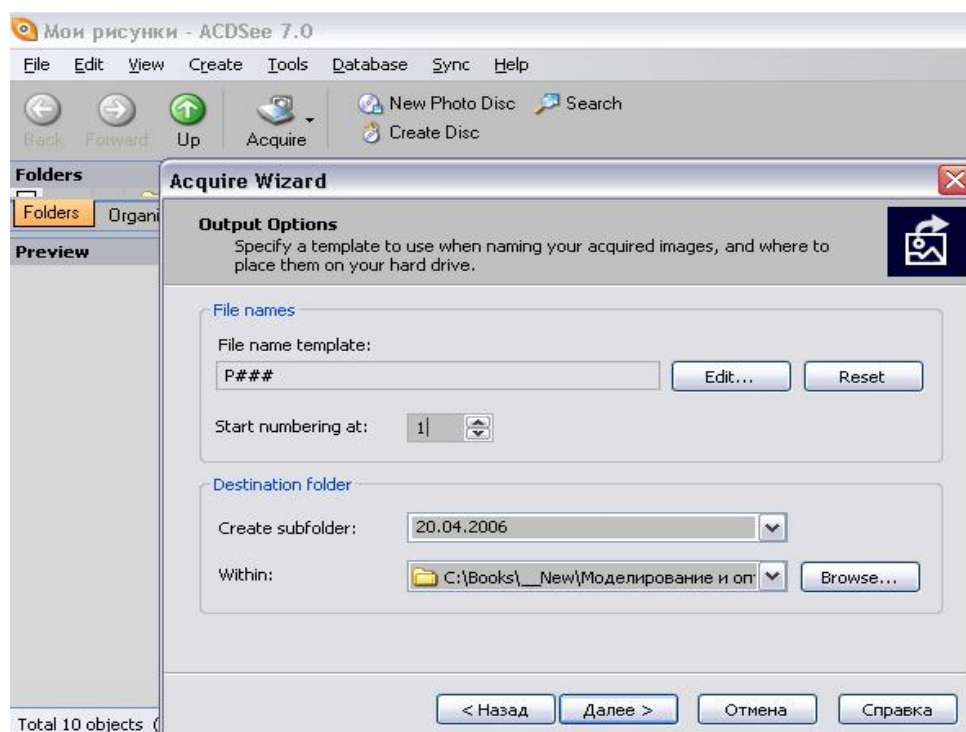 Мои рисунки - ACDSee 7.0
File Edit View Create Tools Database Sync Help
New Photo Disc Search
Create Disc
Back Forward Up Acquire
Folders
Folders Organi
Preview
Acquire Wizard
Output Options
Specify a template to use when naming your acquired images, and where to
place them on your hard drive.
File names
File name template:
P### Edit... Reset
Start numbering at: 1
Destination folder
Create subfolder: 20.04.2006
Within: C:\Books\__New\Моделирование и опт Browse...
< Назад Далее > Отмена Справка
Total 10 objects (